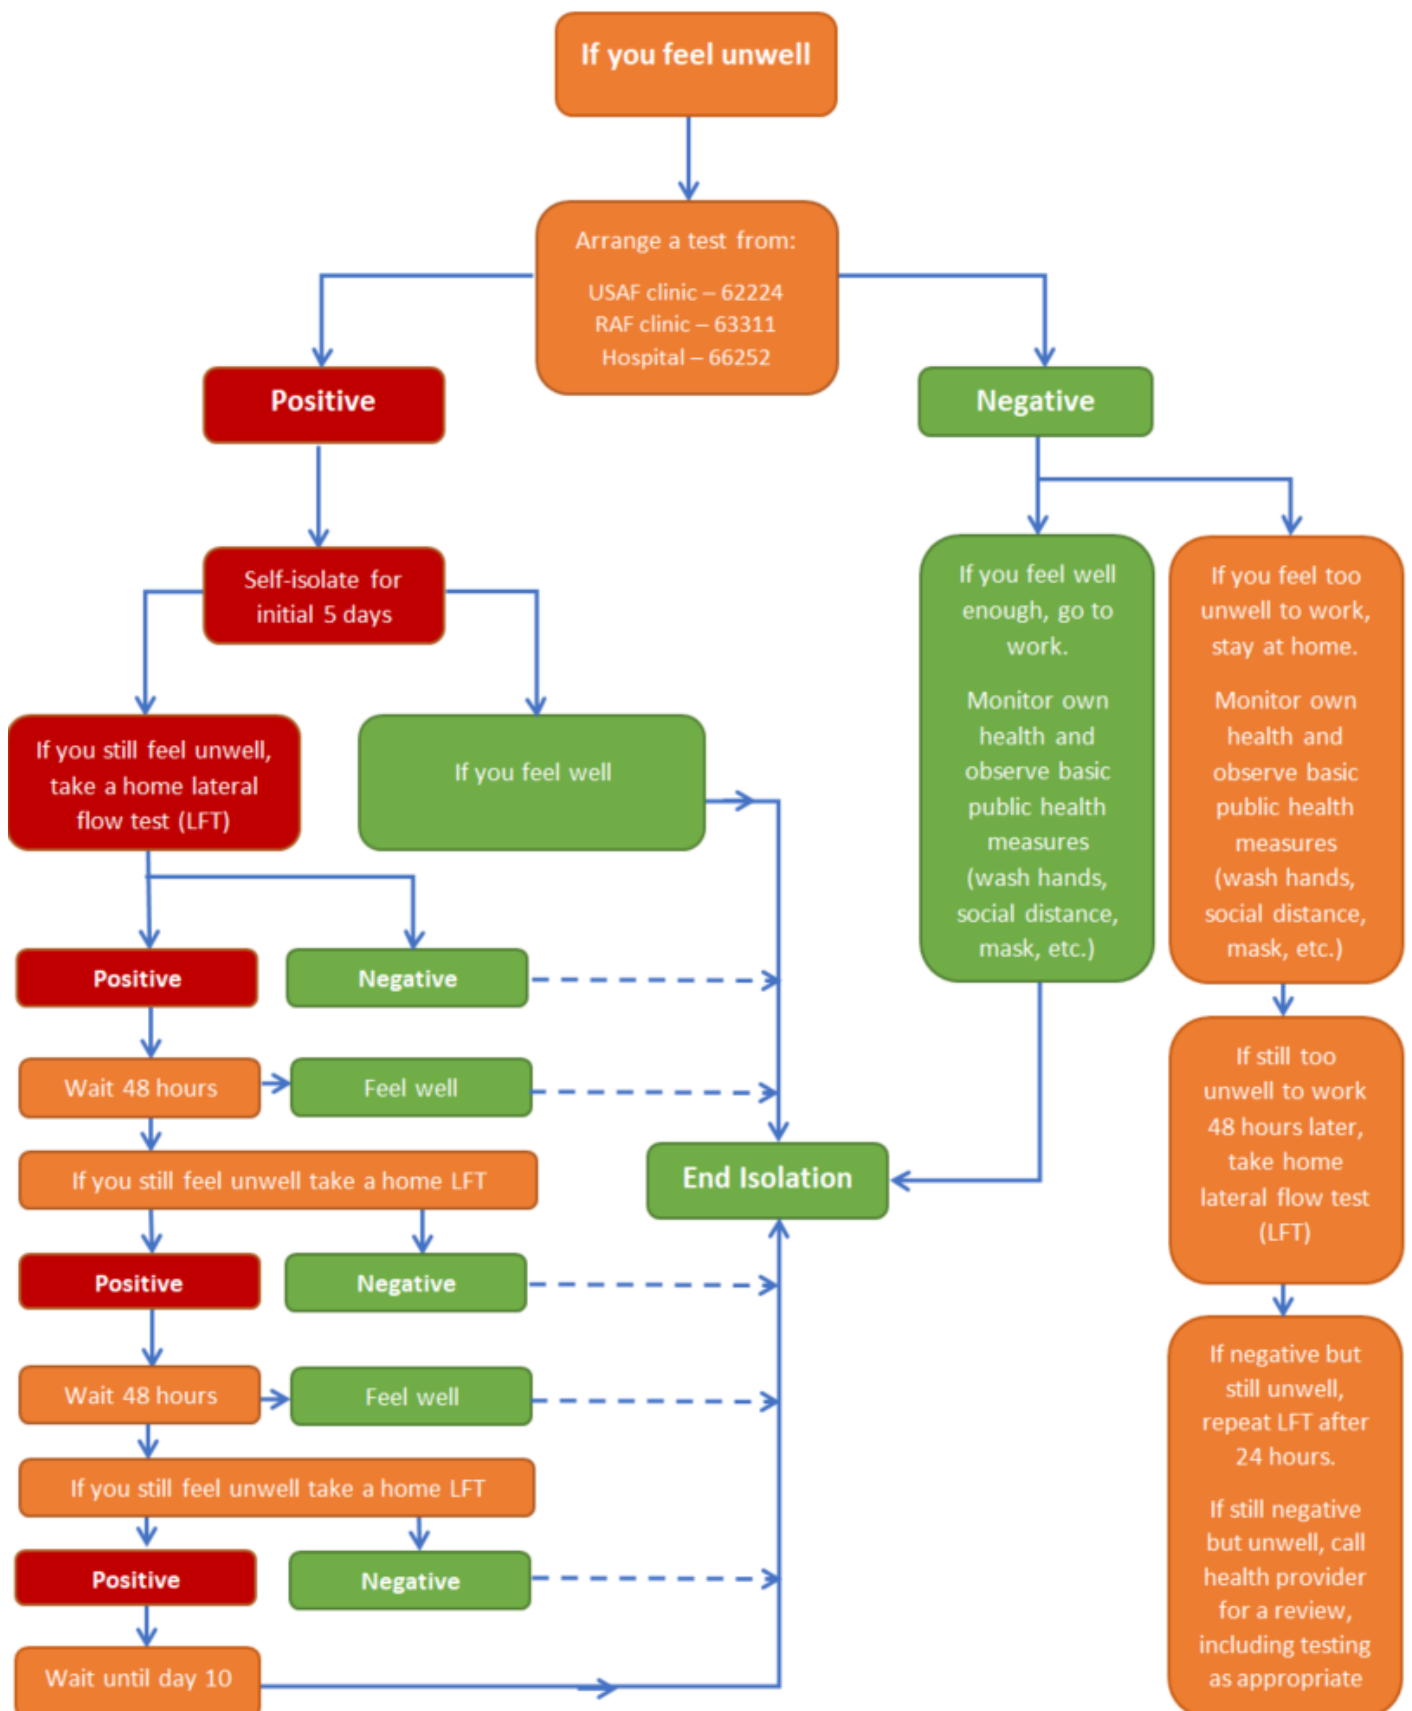 If you feel unwell
Arrange a test from:
USAF clinic – 62224
RAF clinic – 63311
Hospital – 66252
Positive
Negative
Self-isolate for
initial 5 days
If you still feel unwell,
take a home lateral
flow test (LFT)
If you feel well
Positive
Negative
Wait 48 hours
Feel well
If you still feel unwell take a home LFT
Positive
Negative
Wait 48 hours
Feel well
If you still feel unwell take a home LFT
Positive
Negative
Wait until day 10
End Isolation
If you feel well
enough, go to
work.
Monitor own
health and
observe basic
public health
measures
(wash hands,
social distance,
mask, etc.)
If you feel too
unwell to work,
stay at home.
Monitor own
health and
observe basic
public health
measures
(wash hands,
social distance,
mask, etc.)
If still too
unwell to work
48 hours later,
take home
lateral flow test
(LFT)
If negative but
still unwell,
repeat LFT after
24 hours.
If still negative
but unwell, call
health provider
for a review,
including testing
as appropriate